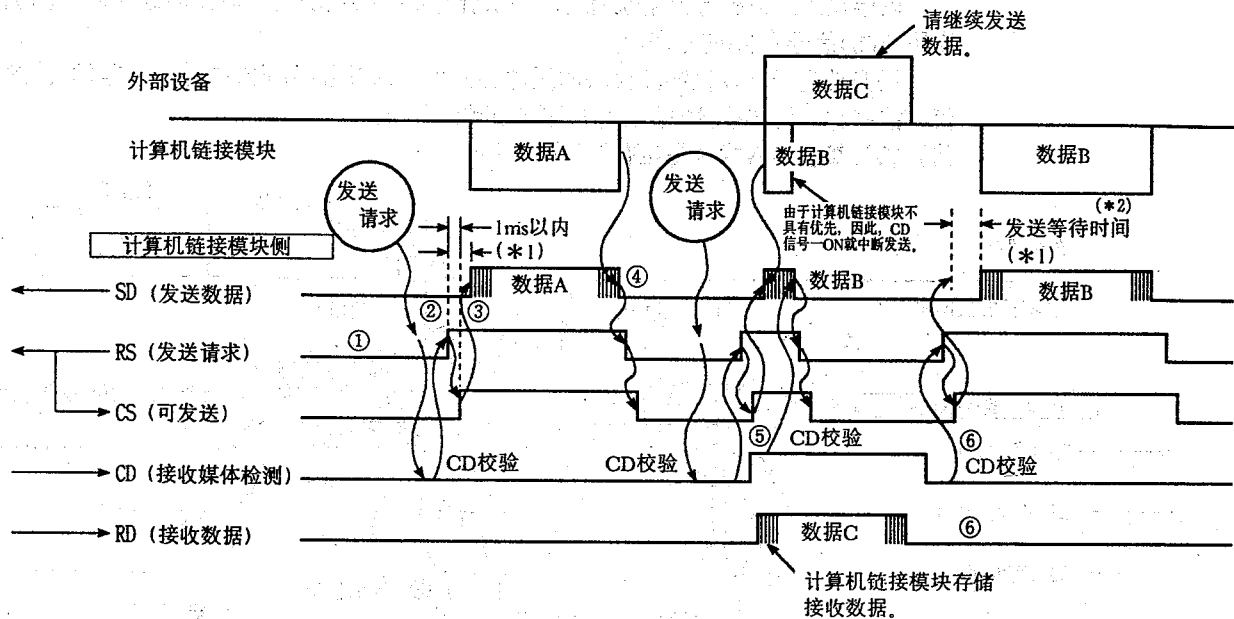 请继续发送
数据。
外部设备
数据C
计算机链接模块
数据A
数据B
数据B
发送
请求
发送
请求
(*2)
由于计算机链接模块不
具有优先，因此，CD
信号一ON就中断发送。
1ms以内
(*1)
发送等待时间
(*1)
计算机链接模块侧
SD (发送数据)
② ③ 数据A ④ 数据B 数据B
RS (发送请求)
①
CS (可发送)
⑤ CD校验 ⑥
CD (接收媒体检测)
CD校验 CD校验 CD校验
RD (接收数据)
数据C ⑥
计算机链接模块存储
接收数据。